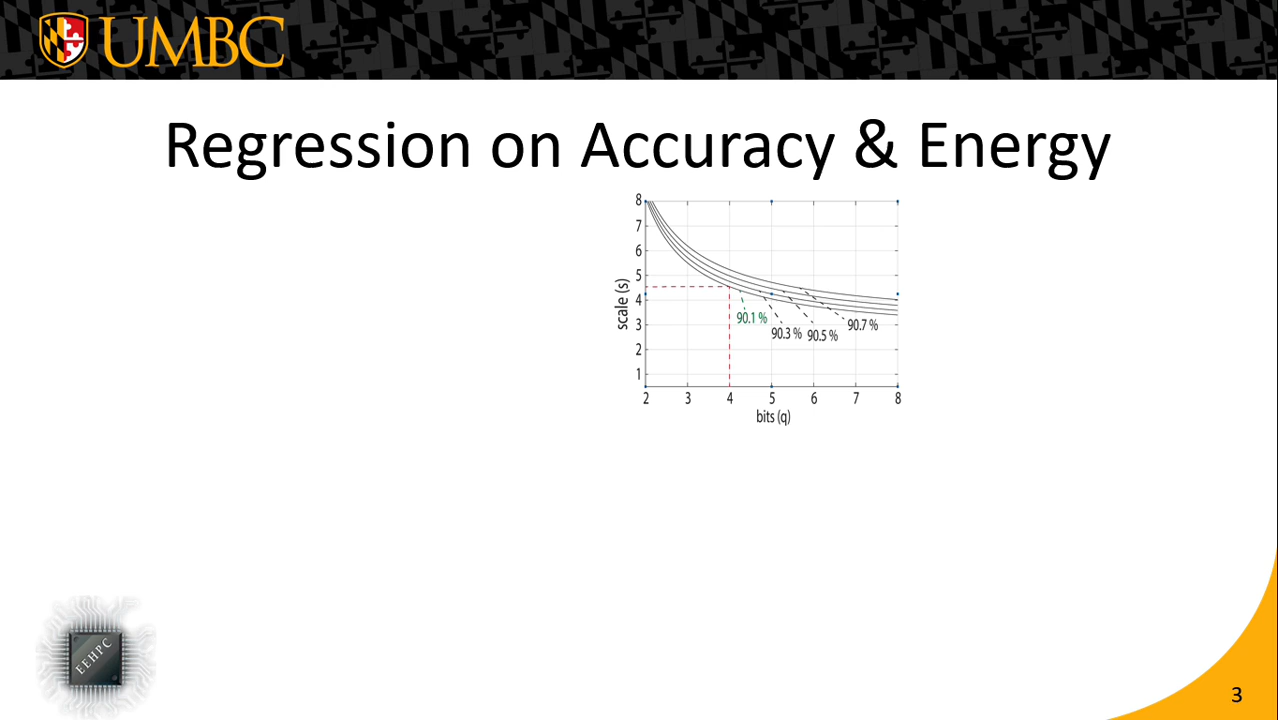 UMBC
Regression on Accuracy & Energy
8
7
6
5
4
3
2
1
scale (s)
90.1 %
90.3 %
90.5 %
90.7 %
2 3 4 5 6 7 8
bits (q)
EEHPC
3